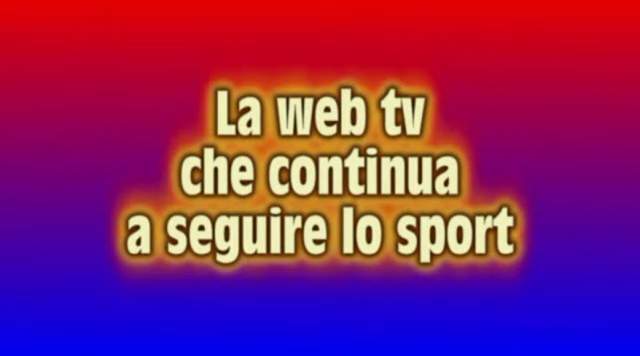 La web tv
che continua
a seguire lo sport